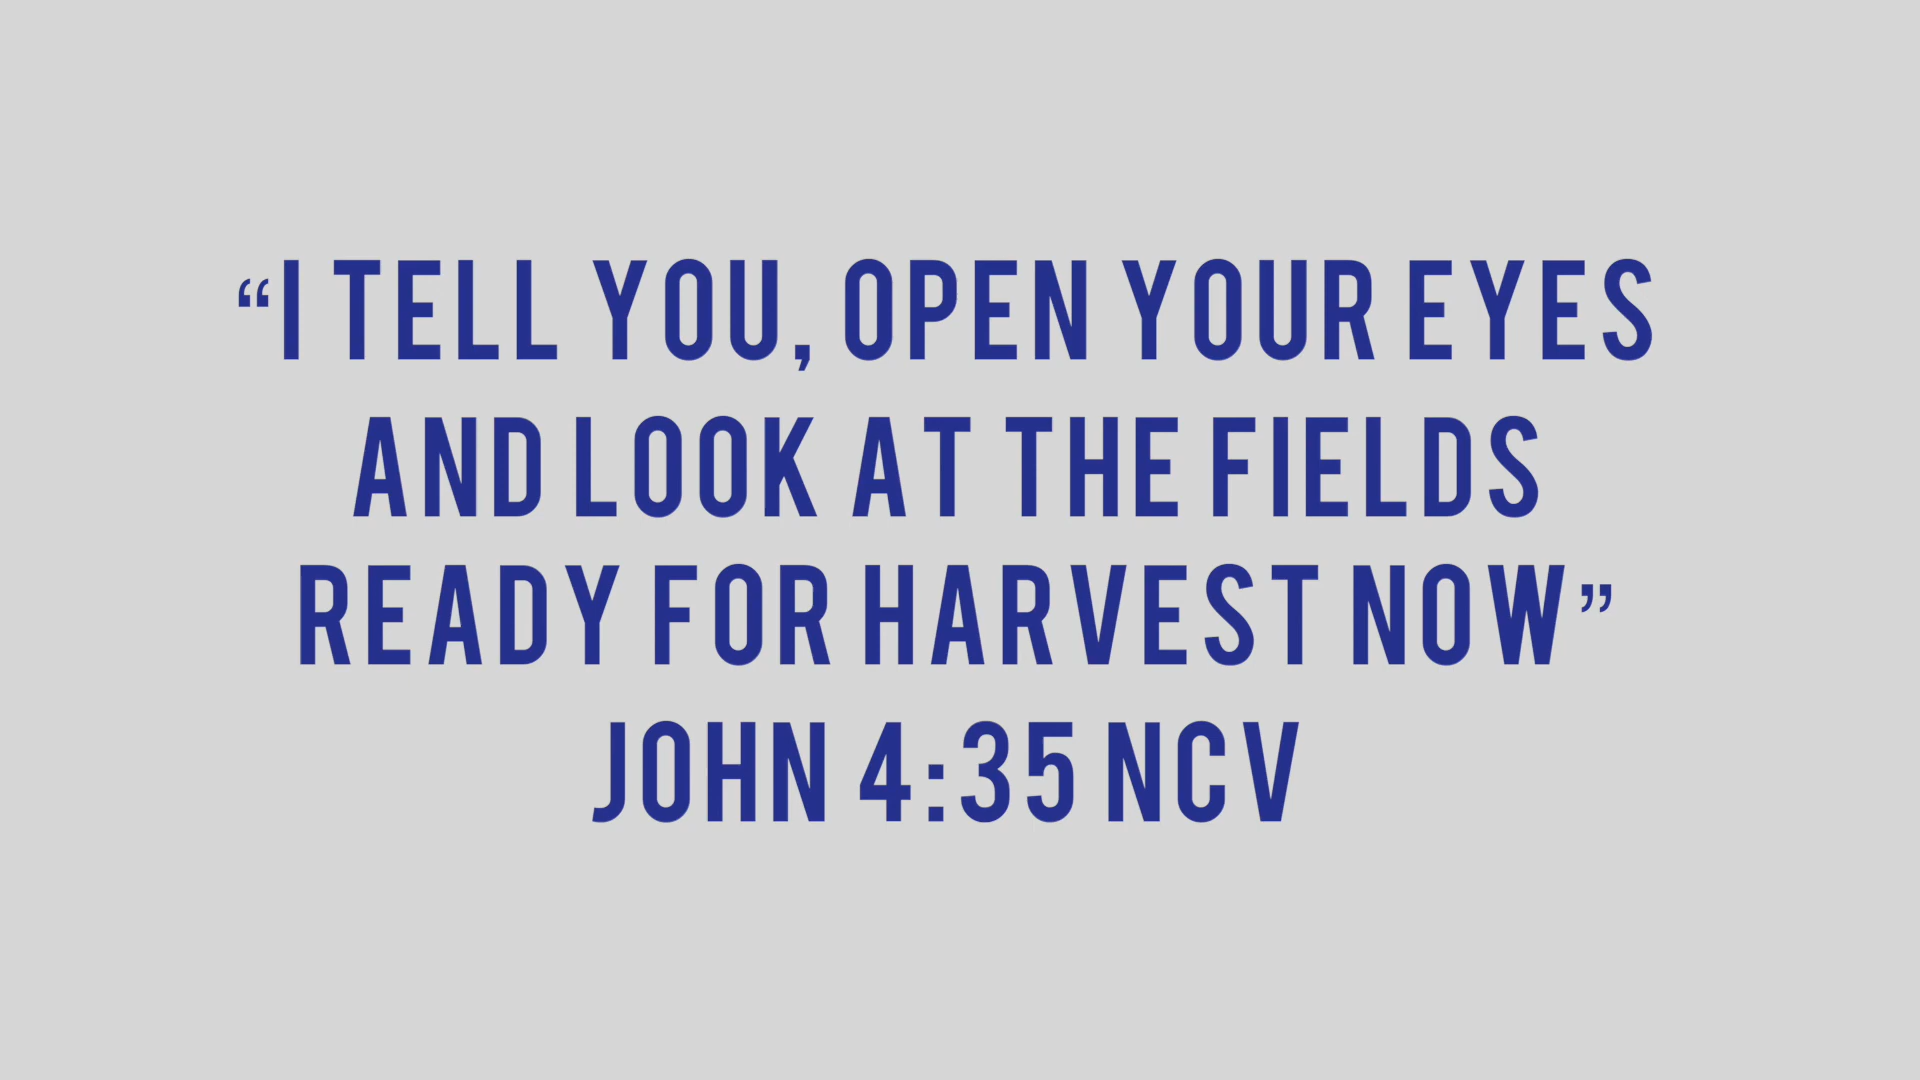 “I TELL YOU, OPEN YOUR EYES
AND LOOK AT THE FIELDS
READY FOR HARVEST NOW”
JOHN 4:35 NCV